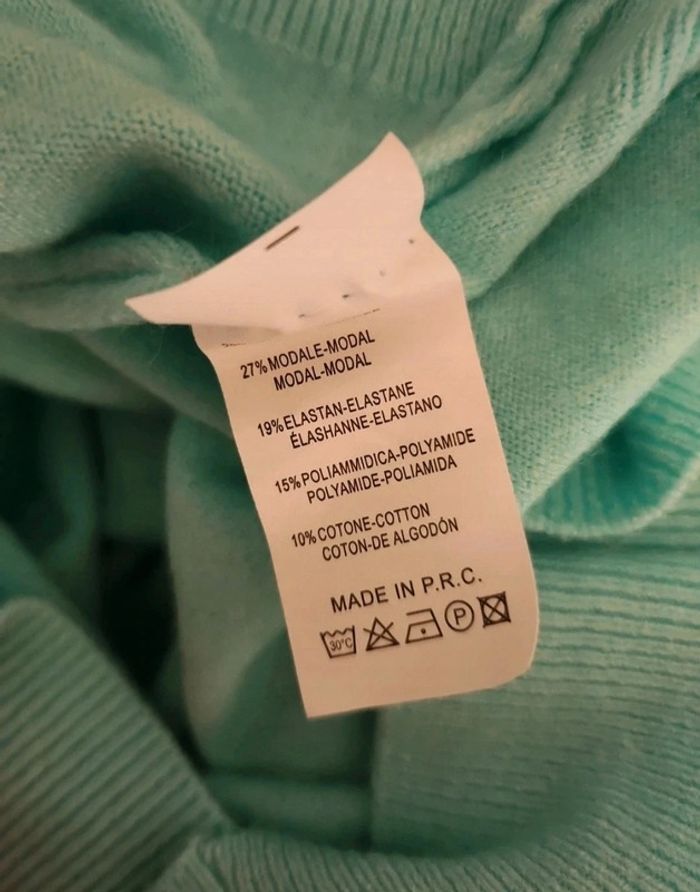 27% MODALE-MODAL
MODAL-MODAL
19% ELASTAN-ELASTANE
ÉLASHANNE-ELASTANO
15% POLIAMMIDICA-POLYAMIDE
POLYAMIDE-POLIAMIDA
10% COTONE-COTTON
COTON-DE ALGODÓN
MADE IN P.R.C.
30°C P